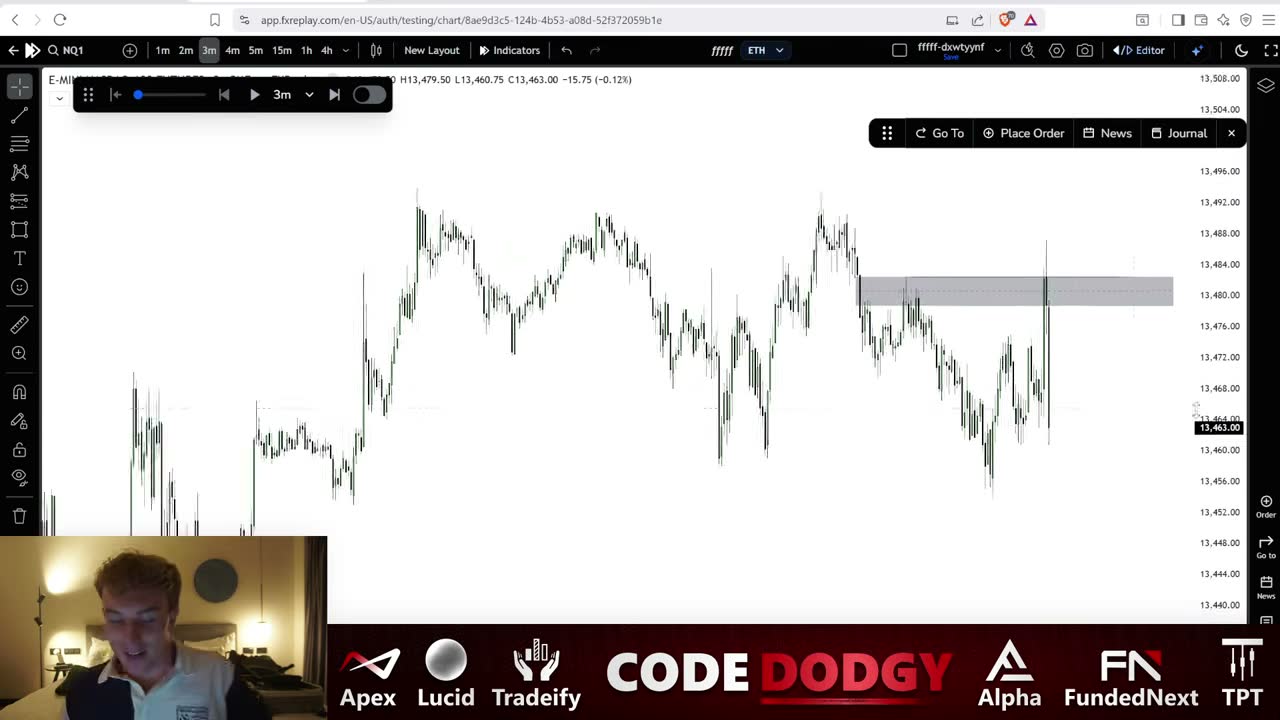 app.fxreplay.com/en-US/auth/testing/chart/8ae9d3c5-124b-4b53-a08d-52f372059b1e
NQ1 1m 2m 3m 4m 5m 15m 1h 4h New Layout Indicators fffff ETH fffff-dxwtyynf Save Editor
H13,479.50 L13,460.75 C13,463.00 −15.75 (−0.12%)
3m
Go To Place Order News Journal
13,508.00
13,504.00
13,496.00
13,492.00
13,488.00
13,484.00
13,480.00
13,476.00
13,472.00
13,468.00
13,464.00
13,463.00
13,460.00
13,456.00
13,452.00
13,448.00
13,444.00
13,440.00
Order
Go to
News
CODE DODGY
Apex Lucid Tradeify Alpha FundedNext TPT